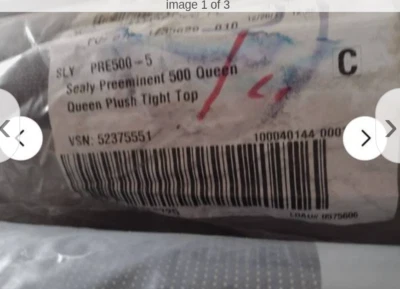 image 1 of 3
SLY PRE500-5
C
Sealy Preeminent 500 Queen
Queen Plush Tight Top
VSN: 52375551
100040144 000